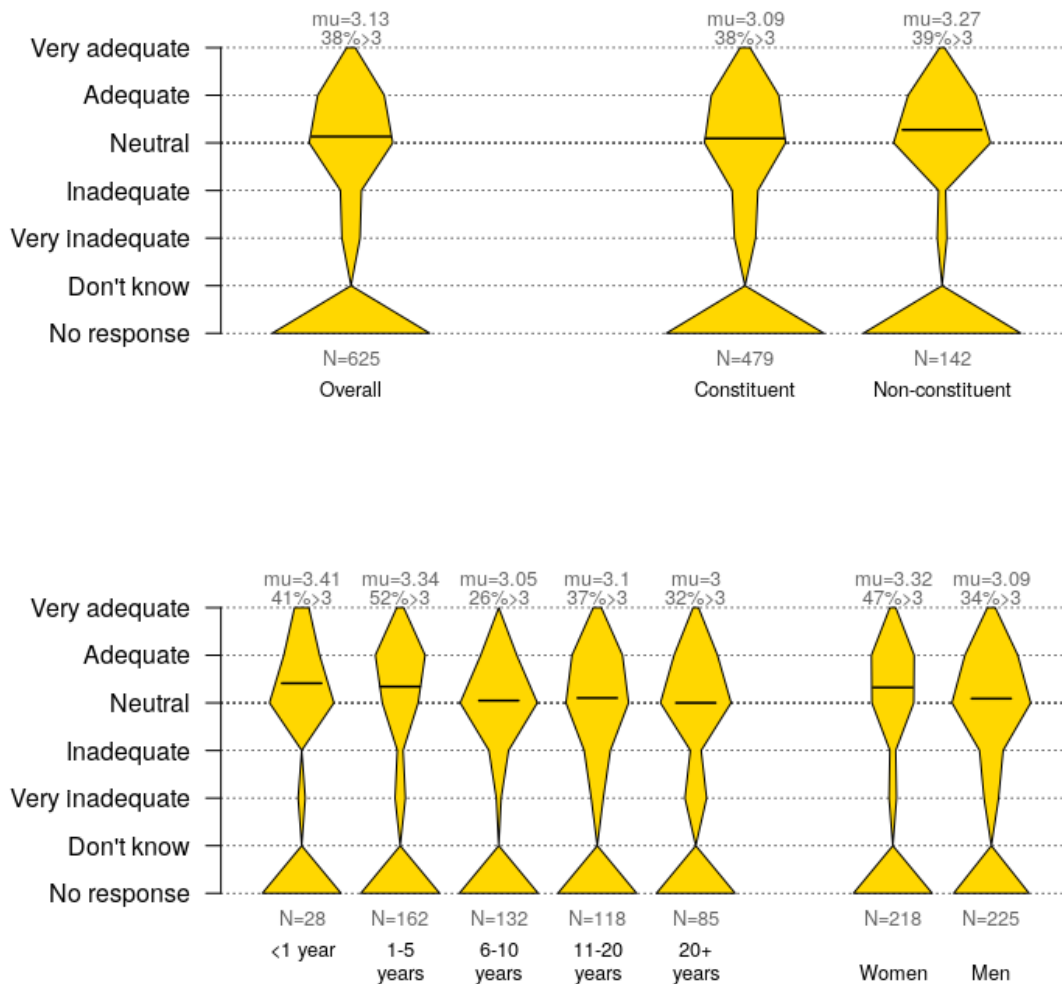 mu=3.13 mu=3.09 mu=3.27
38%>3 38%>3 39%>3
Very adequate
Adequate
Neutral
Inadequate
Very inadequate
Don't know
No response
N=625 N=479 N=142
Overall Constituent Non-constituent
mu=3.41 mu=3.34 mu=3.05 mu=3.1 mu=3 mu=3.32 mu=3.09
41%>3 52%>3 26%>3 37%>3 32%>3 47%>3 34%>3
Very adequate
Adequate
Neutral
Inadequate
Very inadequate
Don't know
No response
N=28 N=162 N=132 N=118 N=85 N=218 N=225
<1 year 1-5 6-10 11-20 20+
years years years years Women Men